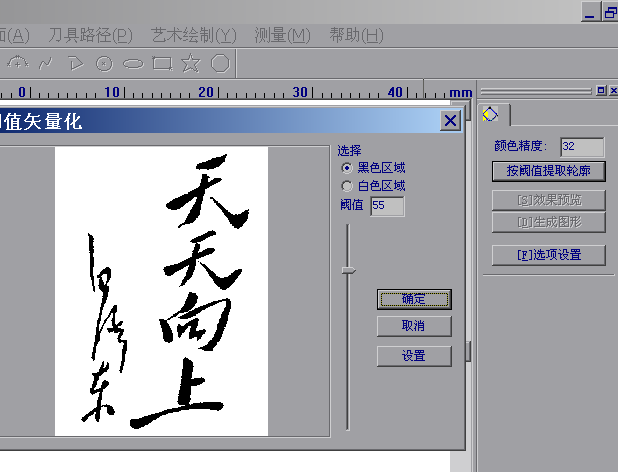 面(A) 刀具路径(P) 艺术绘制(Y) 测量(M) 帮助(H)
0 10 20 30 40 mm
值矢量化
选择
黑色区域
白色区域
阈值 55
确定
取消
设置
天天向上
毛泽东
颜色精度: 32
按阈值提取轮廓
[S]效果预览
[D]生成图形
[F]选项设置